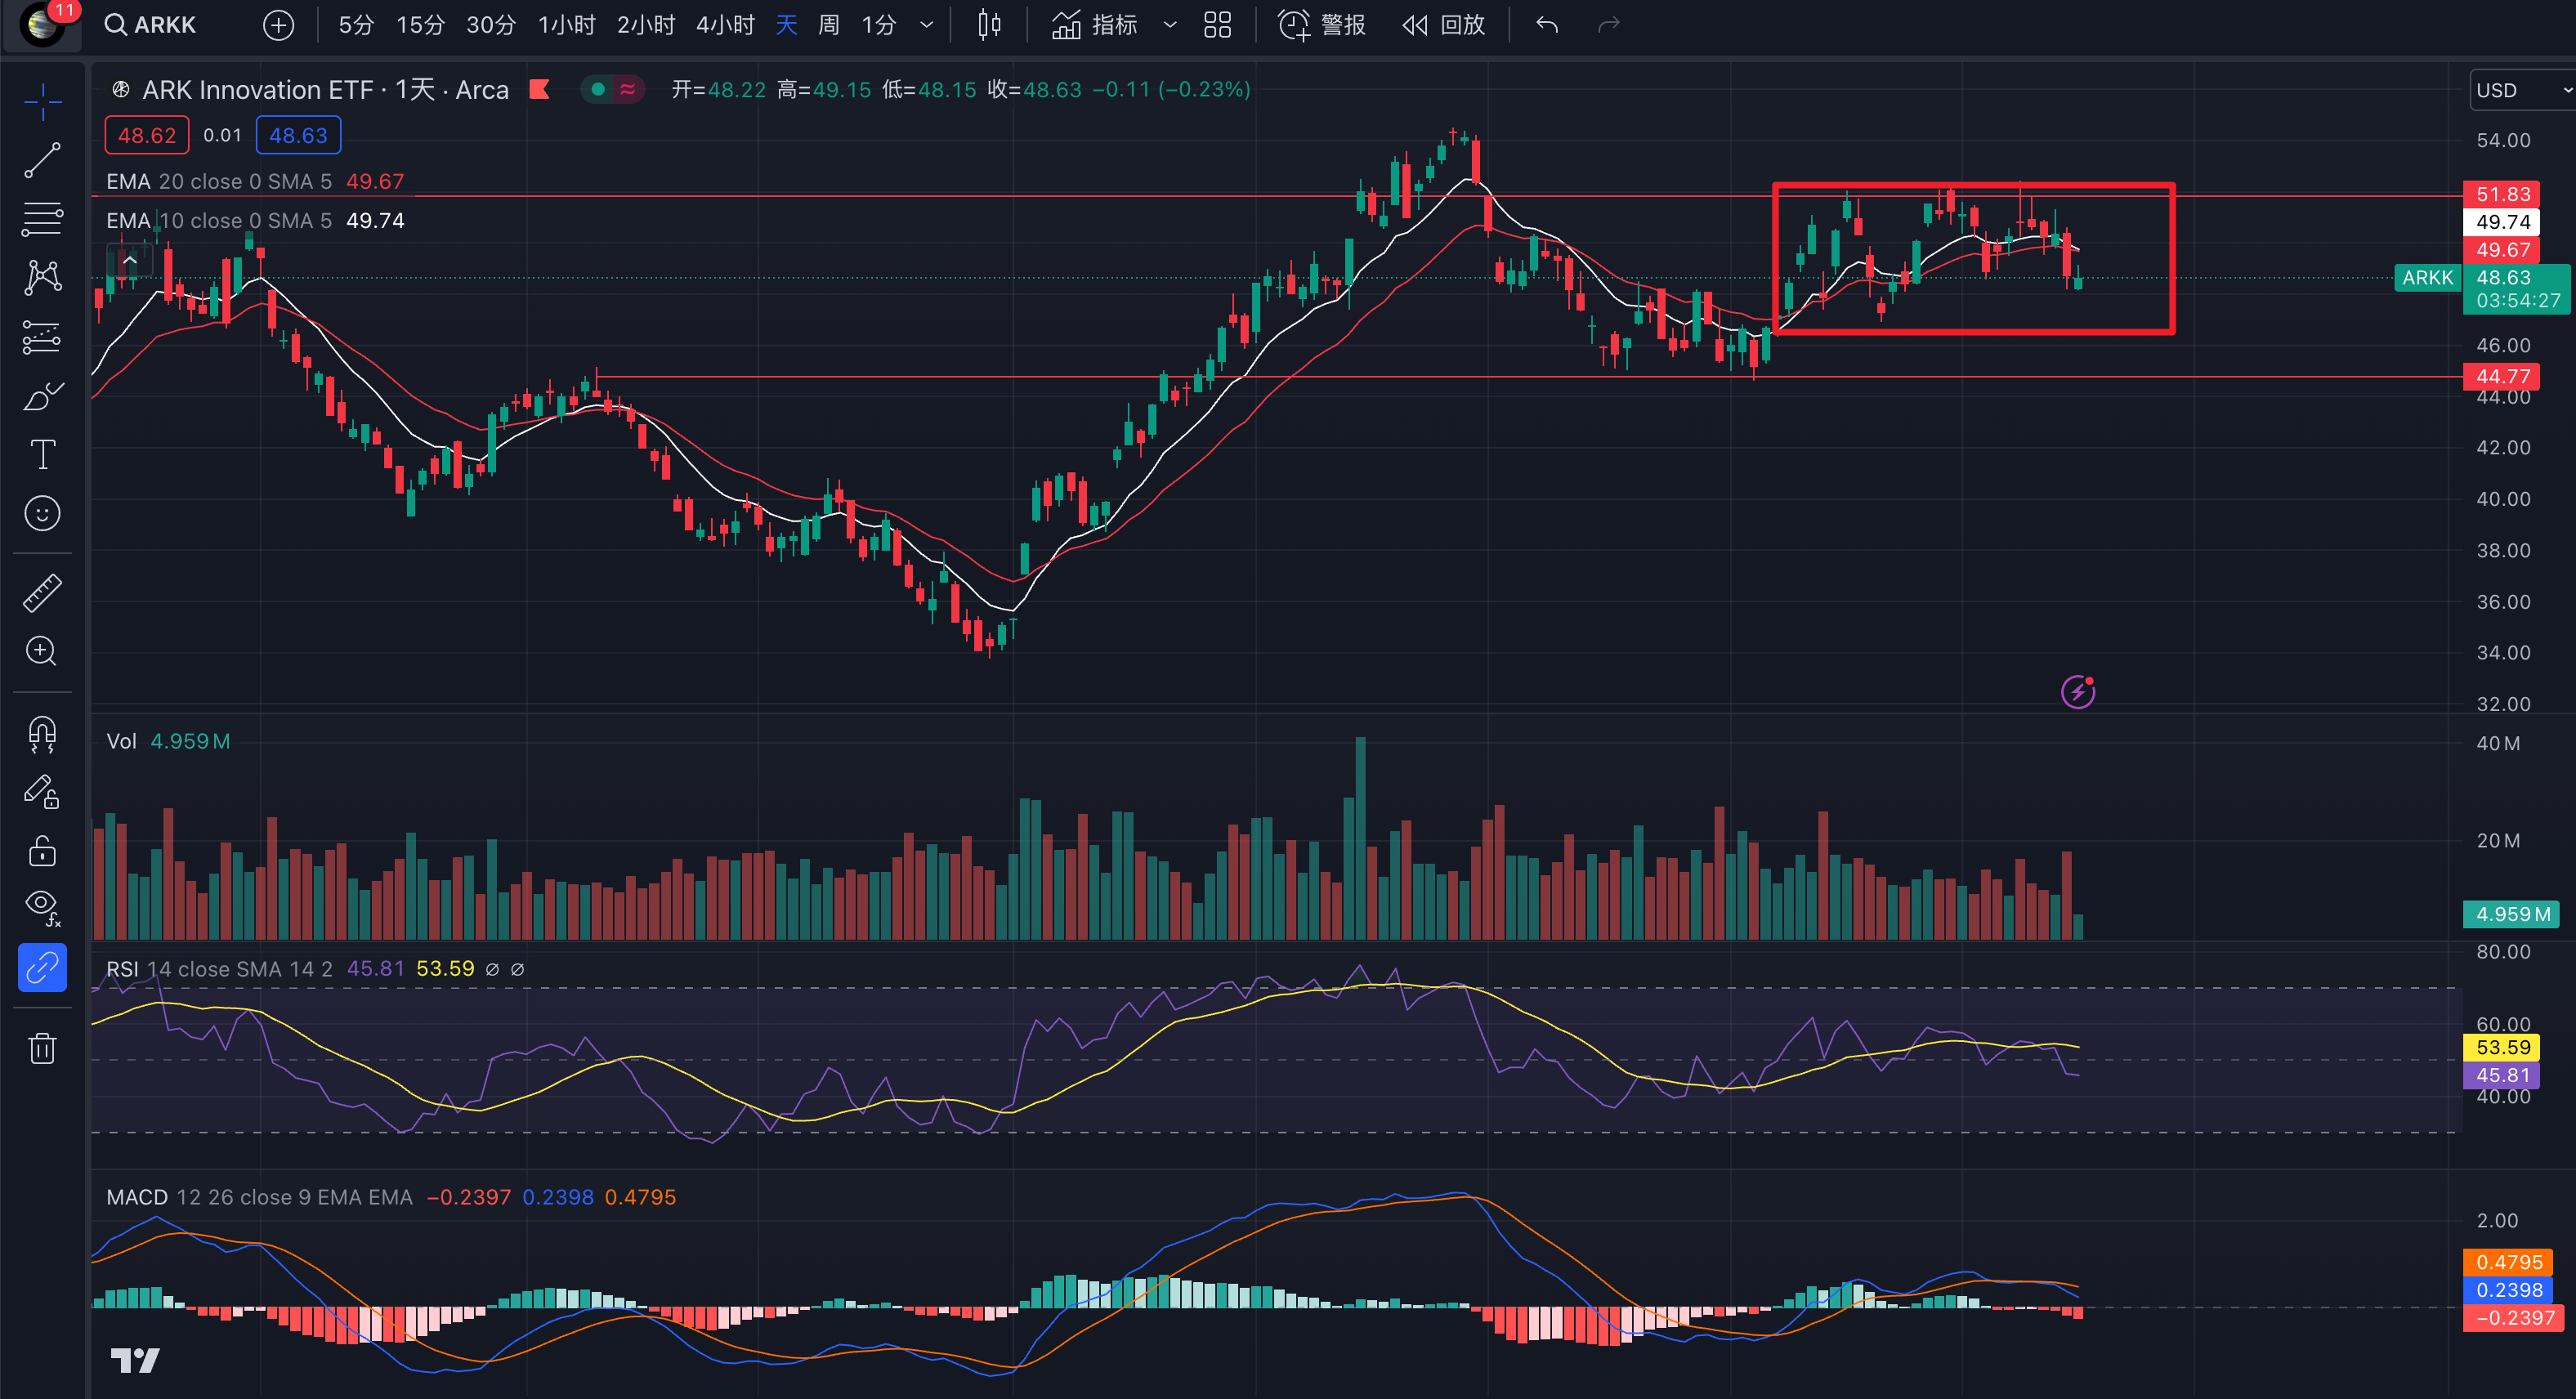 11
ARKK
5分 15分 30分 1小时 2小时 4小时 天 周 1分
指标
警报
回放
ARK Innovation ETF · 1天 · Arca
开=48.22 高=49.15 低=48.15 收=48.63 −0.11 (−0.23%)
USD
48.62 0.01 48.63
EMA 20 close 0 SMA 5 49.67
EMA 10 close 0 SMA 5 49.74
54.00
51.83
49.74
49.67
ARKK 48.63
03:54:27
46.00
44.77
44.00
42.00
40.00
38.00
36.00
34.00
32.00
Vol 4.959M
40M
20M
4.959M
RSI 14 close SMA 14 2 45.81 53.59 ∅ ∅
80.00
60.00
53.59
45.81
40.00
MACD 12 26 close 9 EMA EMA −0.2397 0.2398 0.4795
2.00
0.4795
0.2398
−0.2397